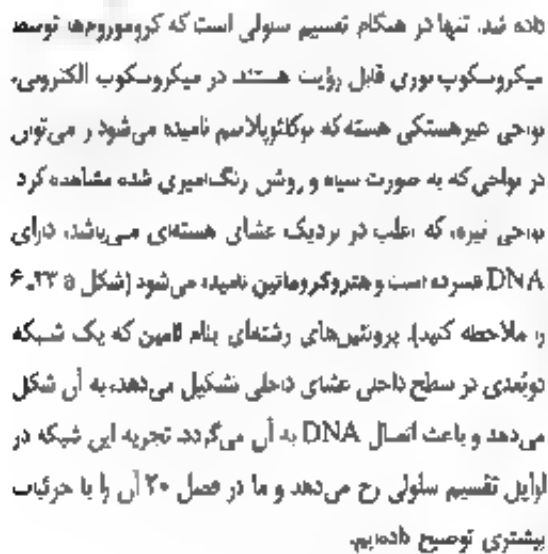 داده شد. تنها در هنگام تقسیم سلولی است که کروموزوم‌ها توسط
میکروسکوپ نوری قابل رؤیت هستند در میکروسکوپ الکترونی،
نواحی غیرهستکی هسته که نوکلئوپلاسم نامیده می‌شود را می‌توان
در نواحی که به صورت سیاه و روشن رنگ‌آمیزی شده مشاهده کرد
نواحی تیره، که اغلب در نزدیک غشای هسته‌ای می‌باشد، دارای
DNA فشرده است و هتروکروماتین نامیده می‌شود (شکل ۶ـ۲۳ a
را ملاحظه کنید). پروتئین‌های رشته‌ای بنام لامین که یک شبکه
دوبُعدی در سطح داخلی غشای داخلی تشکیل می‌دهد، به آن شکل
می‌دهد و باعث اتصال DNA به آن می‌گردد. تجزیه این شبکه در
اوایل تقسیم سلولی رخ می‌دهد و ما در فصل ۲۰ آن را با جزئیات
بیشتری توضیح داده‌ایم.